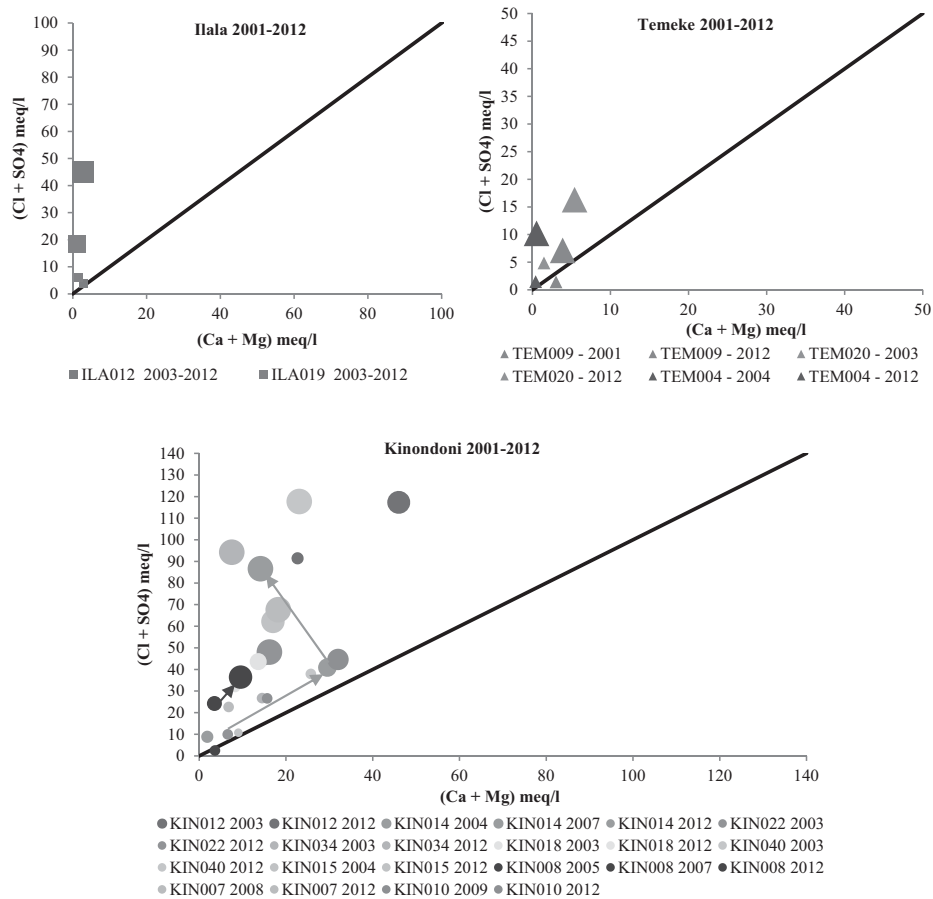 Ilala 2001-2012
(Cl + SO4) meq/l
100
90
80
70
60
50
40
30
20
10
0
0 20 40 60 80 100
(Ca + Mg) meq/l
ILA012 2003-2012 ILA019 2003-2012
Temeke 2001-2012
(Cl + SO4) meq/l
50
45
40
35
30
25
20
15
10
5
0
0 10 20 30 40 50
(Ca + Mg) meq/l
TEM009 - 2001 TEM009 - 2012 TEM020 - 2003
TEM020 - 2012 TEM004 - 2004 TEM004 - 2012
Kinondoni 2001-2012
(Cl + SO4) meq/l
140
130
120
110
100
90
80
70
60
50
40
30
20
10
0
0 20 40 60 80 100 120 140
(Ca + Mg) meq/l
KIN012 2003 KIN012 2012 KIN014 2004 KIN014 2007 KIN014 2012 KIN022 2003
KIN022 2012 KIN034 2003 KIN034 2012 KIN018 2003 KIN018 2012 KIN040 2003
KIN040 2012 KIN015 2004 KIN015 2012 KIN008 2005 KIN008 2007 KIN008 2012
KIN007 2008 KIN007 2012 KIN010 2009 KIN010 2012